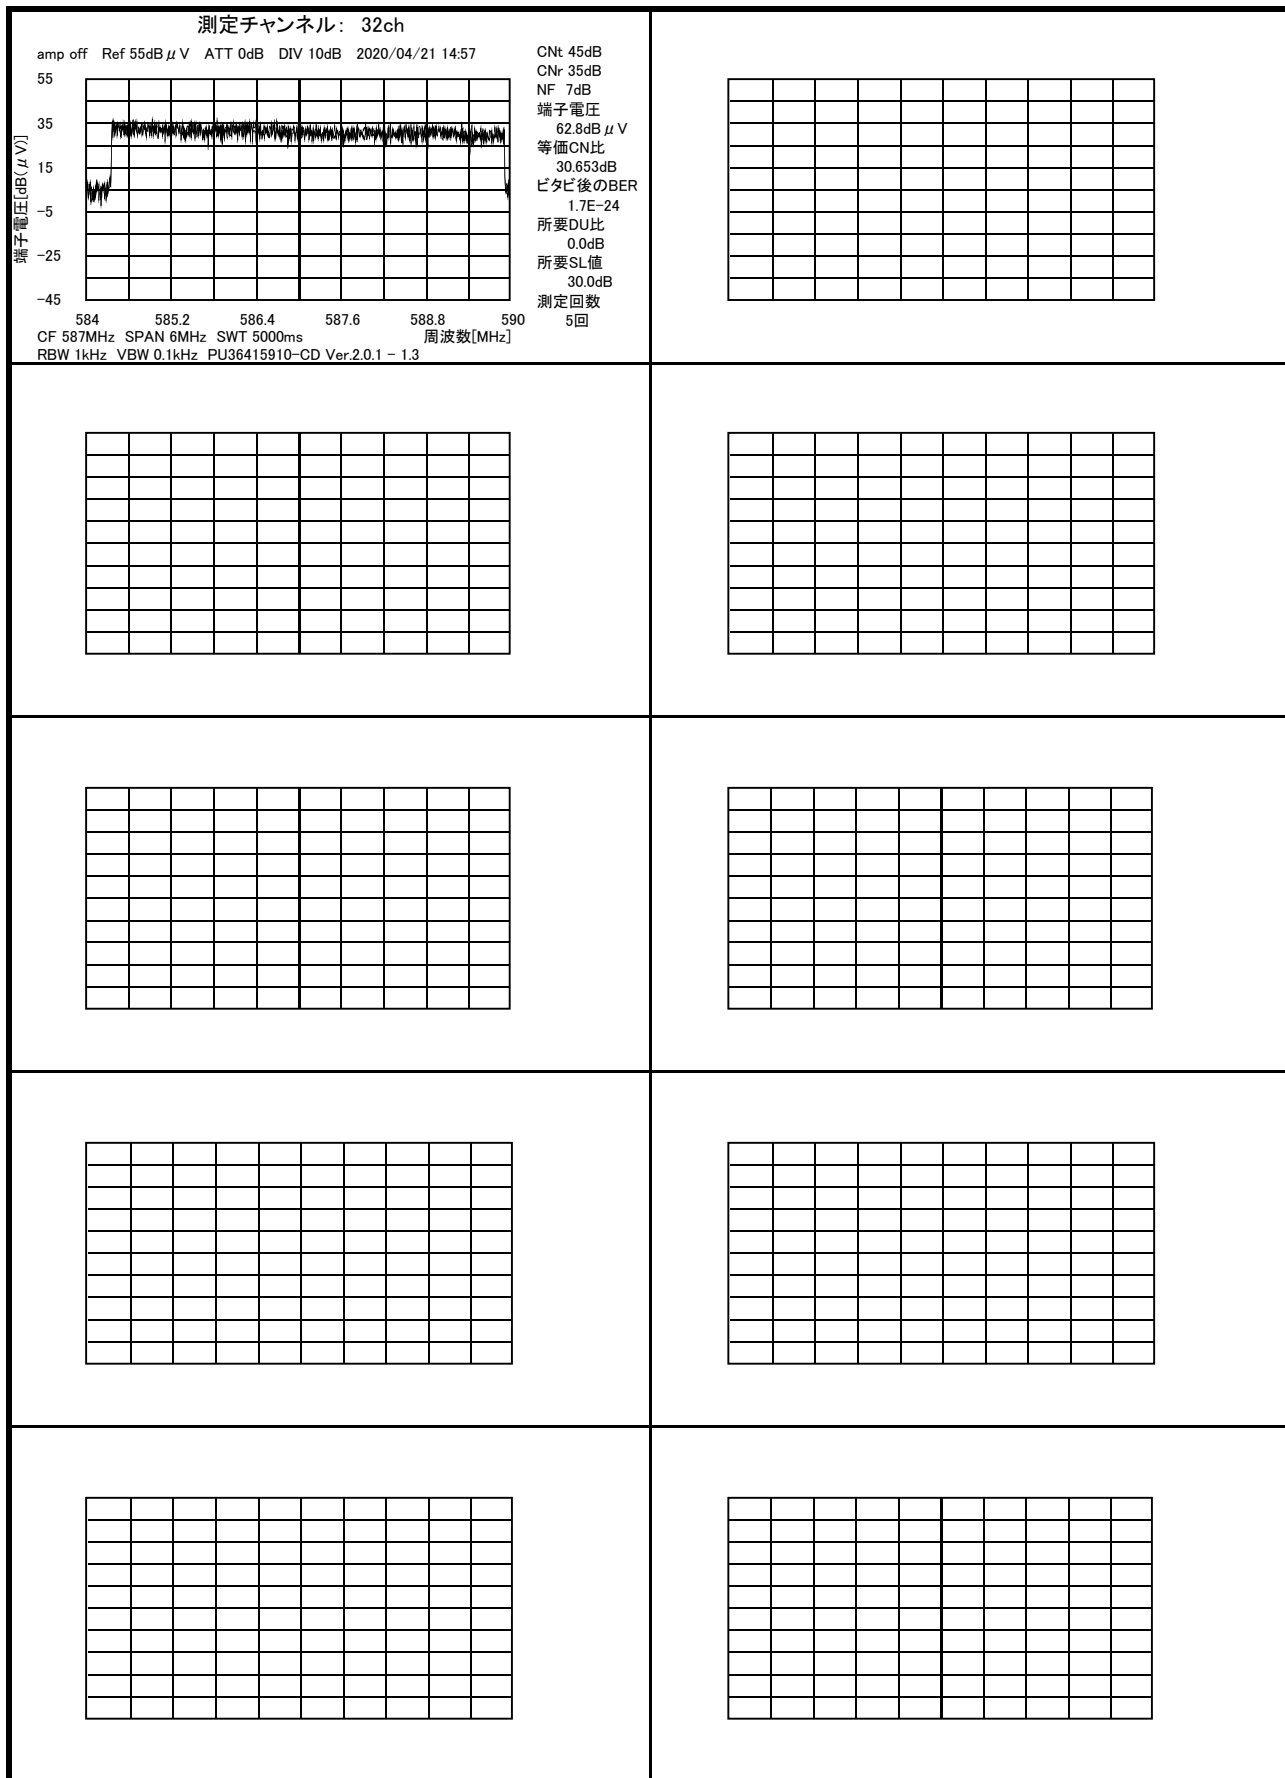 測定チャンネル： 32ch
amp off Ref 55dBμV ATT 0dB DIV 10dB 2020/04/21 14:57
55
35
15
-5
-25
-45
端子電圧[dB(μV)]
584 585.2 586.4 587.6 588.8 590
CF 587MHz SPAN 6MHz SWT 5000ms 周波数[MHz]
RBW 1kHz VBW 0.1kHz PU36415910-CD Ver.2.0.1 - 1.3
CNt 45dB
CNr 35dB
NF 7dB
端子電圧
62.8dBμV
等価CN比
30.653dB
ビタビ後のBER
1.7E-24
所要DU比
0.0dB
所要SL値
30.0dB
測定回数
5回